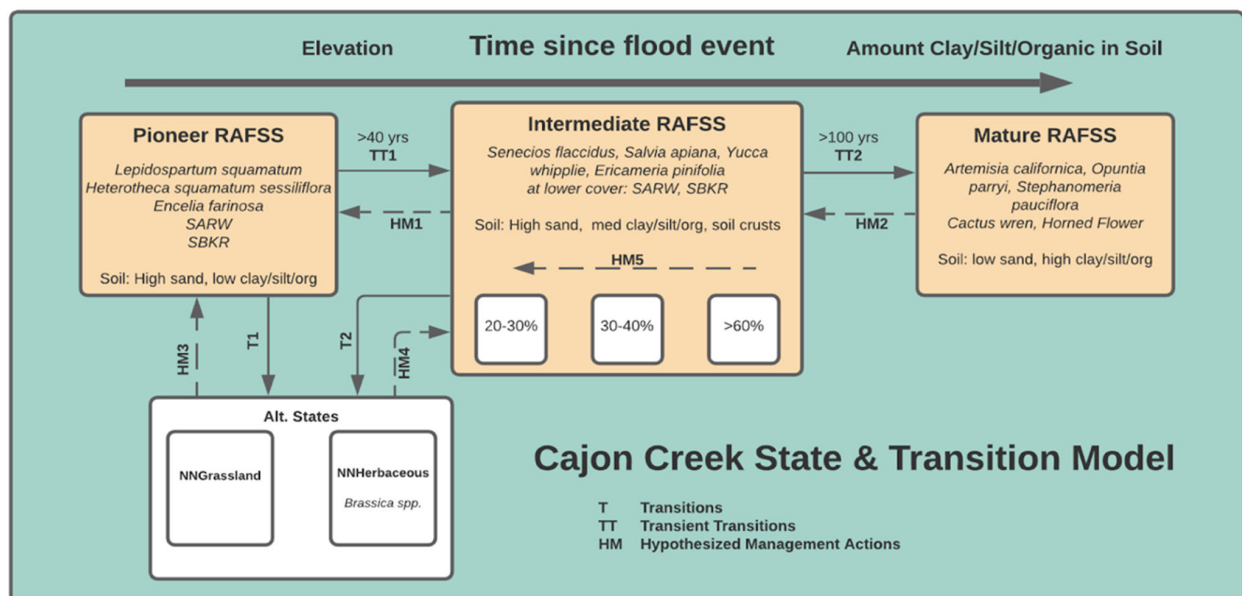 Elevation
Time since flood event
Amount Clay/Silt/Organic in Soil
Pioneer RAFSS
Lepidospartum squamatum
Heterotheca squamatum sessiliflora
Encelia farinosa
SARW
SBKR
Soil: High sand, low clay/silt/org
>40 yrs
TT1
HM1
Intermediate RAFSS
Senecios flaccidus, Salvia apiana, Yucca
whipplie, Ericameria pinifolia
at lower cover: SARW, SBKR
Soil: High sand, med clay/silt/org, soil crusts
HM5
20-30%
30-40%
>60%
>100 yrs
TT2
HM2
Mature RAFSS
Artemisia californica, Opuntia
parryi, Stephanomeria
pauciflora
Cactus wren, Horned Flower
Soil: low sand, high clay/silt/org
HM3
T1
T2
HM4
Alt. States
NNGrassland
NNHerbaceous
Brassica spp.
Cajon Creek State & Transition Model
T Transitions
TT Transient Transitions
HM Hypothesized Management Actions